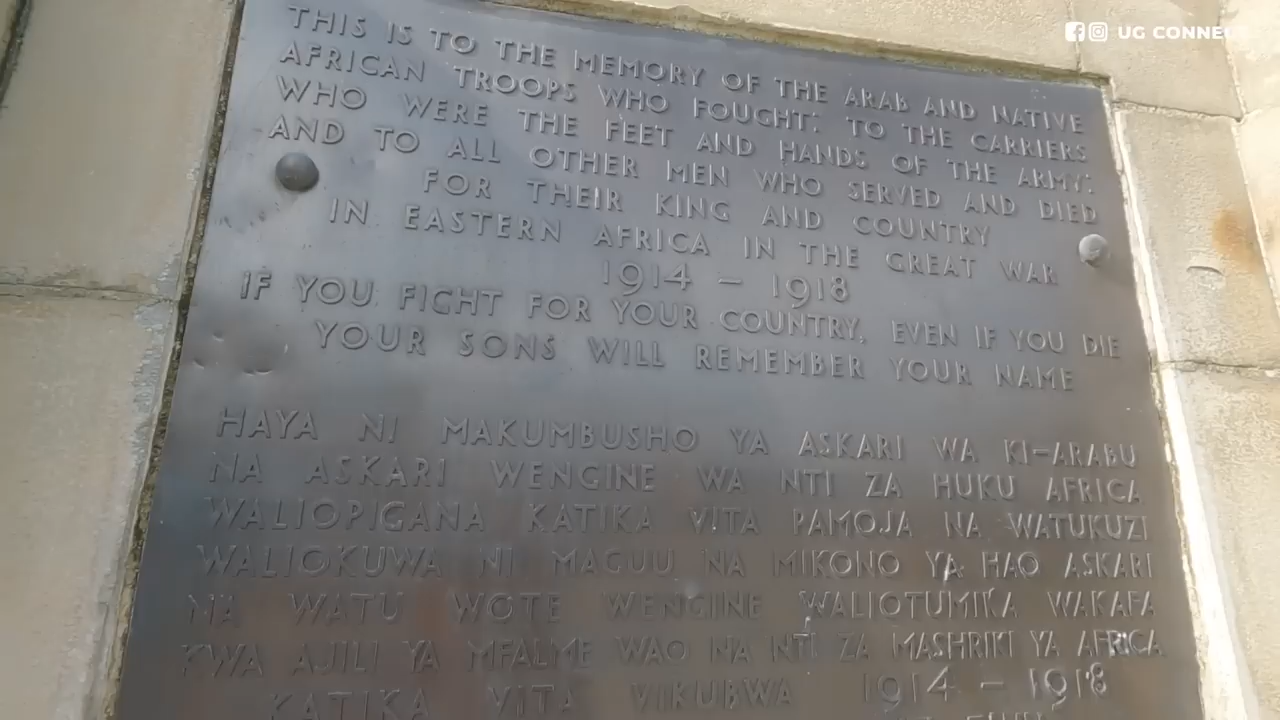 UG CONNE
THIS IS TO THE MEMORY OF THE ARAB AND NATIVE
AFRICAN TROOPS WHO FOUGHT: TO THE CARRIERS
WHO WERE THE FEET AND HANDS OF THE ARMY:
AND TO ALL OTHER MEN WHO SERVED AND DIED
FOR THEIR KING AND COUNTRY
IN EASTERN AFRICA IN THE GREAT WAR
1914 – 1918
IF YOU FIGHT FOR YOUR COUNTRY, EVEN IF YOU DIE
YOUR SONS WILL REMEMBER YOUR NAME
HAYA NI MAKUMBUSHO YA ASKARI WA KI-ARABU
NA ASKARI WENGINE WA NTI ZA HUKU AFRICA
WALIOPIGANA KATIKA VITA PAMOJA NA WATUKUZI
WALIOKUWA NI MAGUU NA MIKONO YA HAO ASKARI
NA WATU WOTE WENGINE WALIOTUMIKA WAKAFA
KWA AJILI YA MFALME WAO NA NTI ZA MASHRIKI YA AFRICA
KATIKA VITA VIKUBWA 1914 – 1918